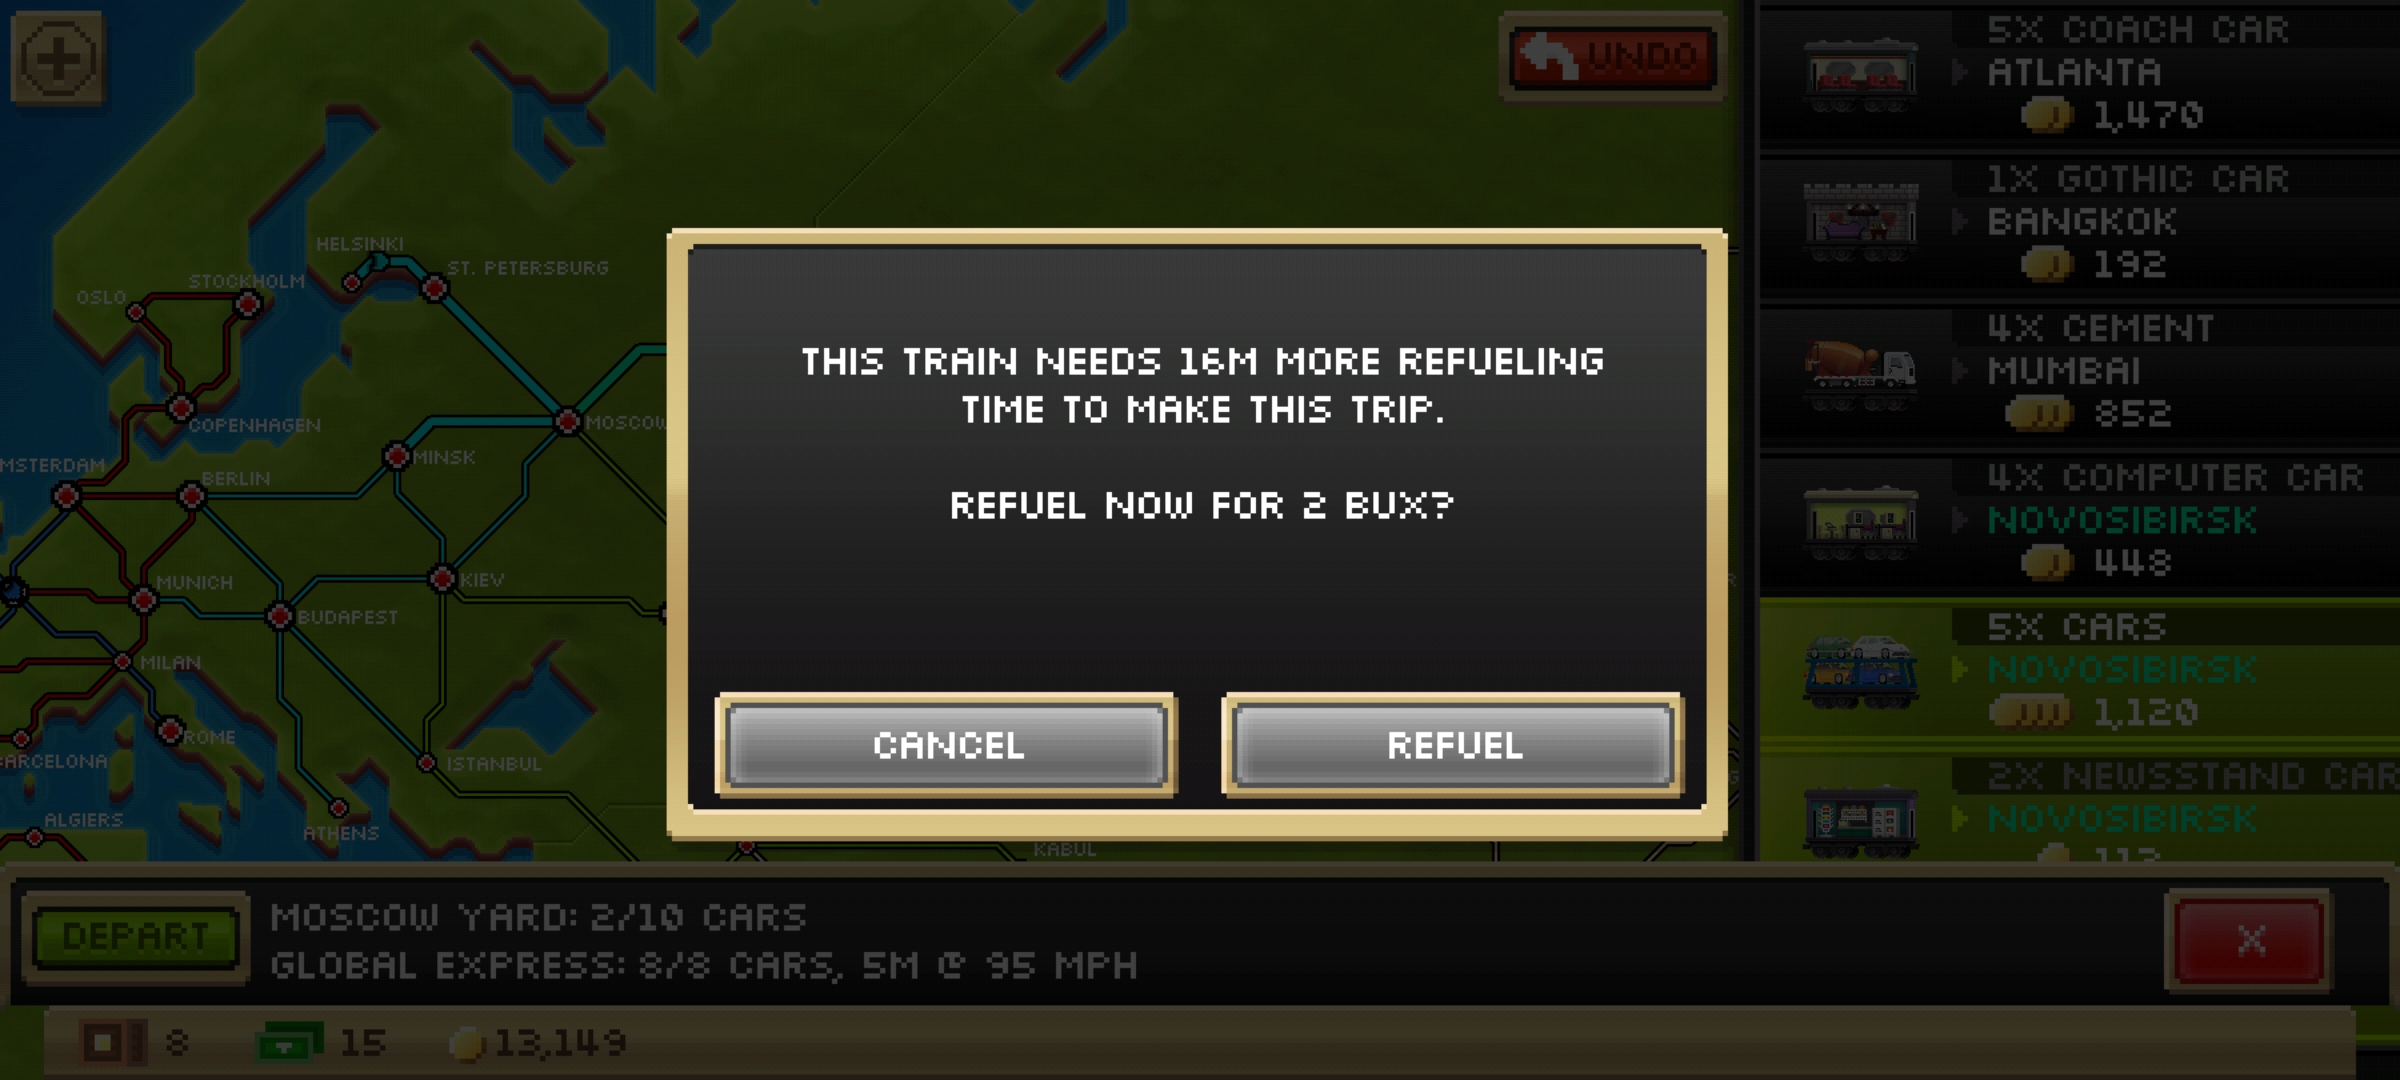 UNDO
HELSINKI
ST. PETERSBURG
STOCKHOLM
OSLO
MOSCOW
COPENHAGEN
MINSK
MSTERDAM
BERLIN
MUNICH
KIEV
BUDAPEST
MILAN
ROME
ARCELONA
ISTANBUL
ALGIERS
ATHENS
KABUL
THIS TRAIN NEEDS 16M MORE REFUELING
TIME TO MAKE THIS TRIP.
REFUEL NOW FOR 2 BUX?
CANCEL
REFUEL
5X COACH CAR
ATLANTA
1,470
1X GOTHIC CAR
BANGKOK
192
4X CEMENT
MUMBAI
852
4X COMPUTER CAR
NOVOSIBIRSK
448
5X CARS
NOVOSIBIRSK
1,120
2X NEWSSTAND CAR
NOVOSIBIRSK
112
DEPART
MOSCOW YARD: 2/10 CARS
GLOBAL EXPRESS: 8/8 CARS, 5M @ 95 MPH
X
8
15
13,149